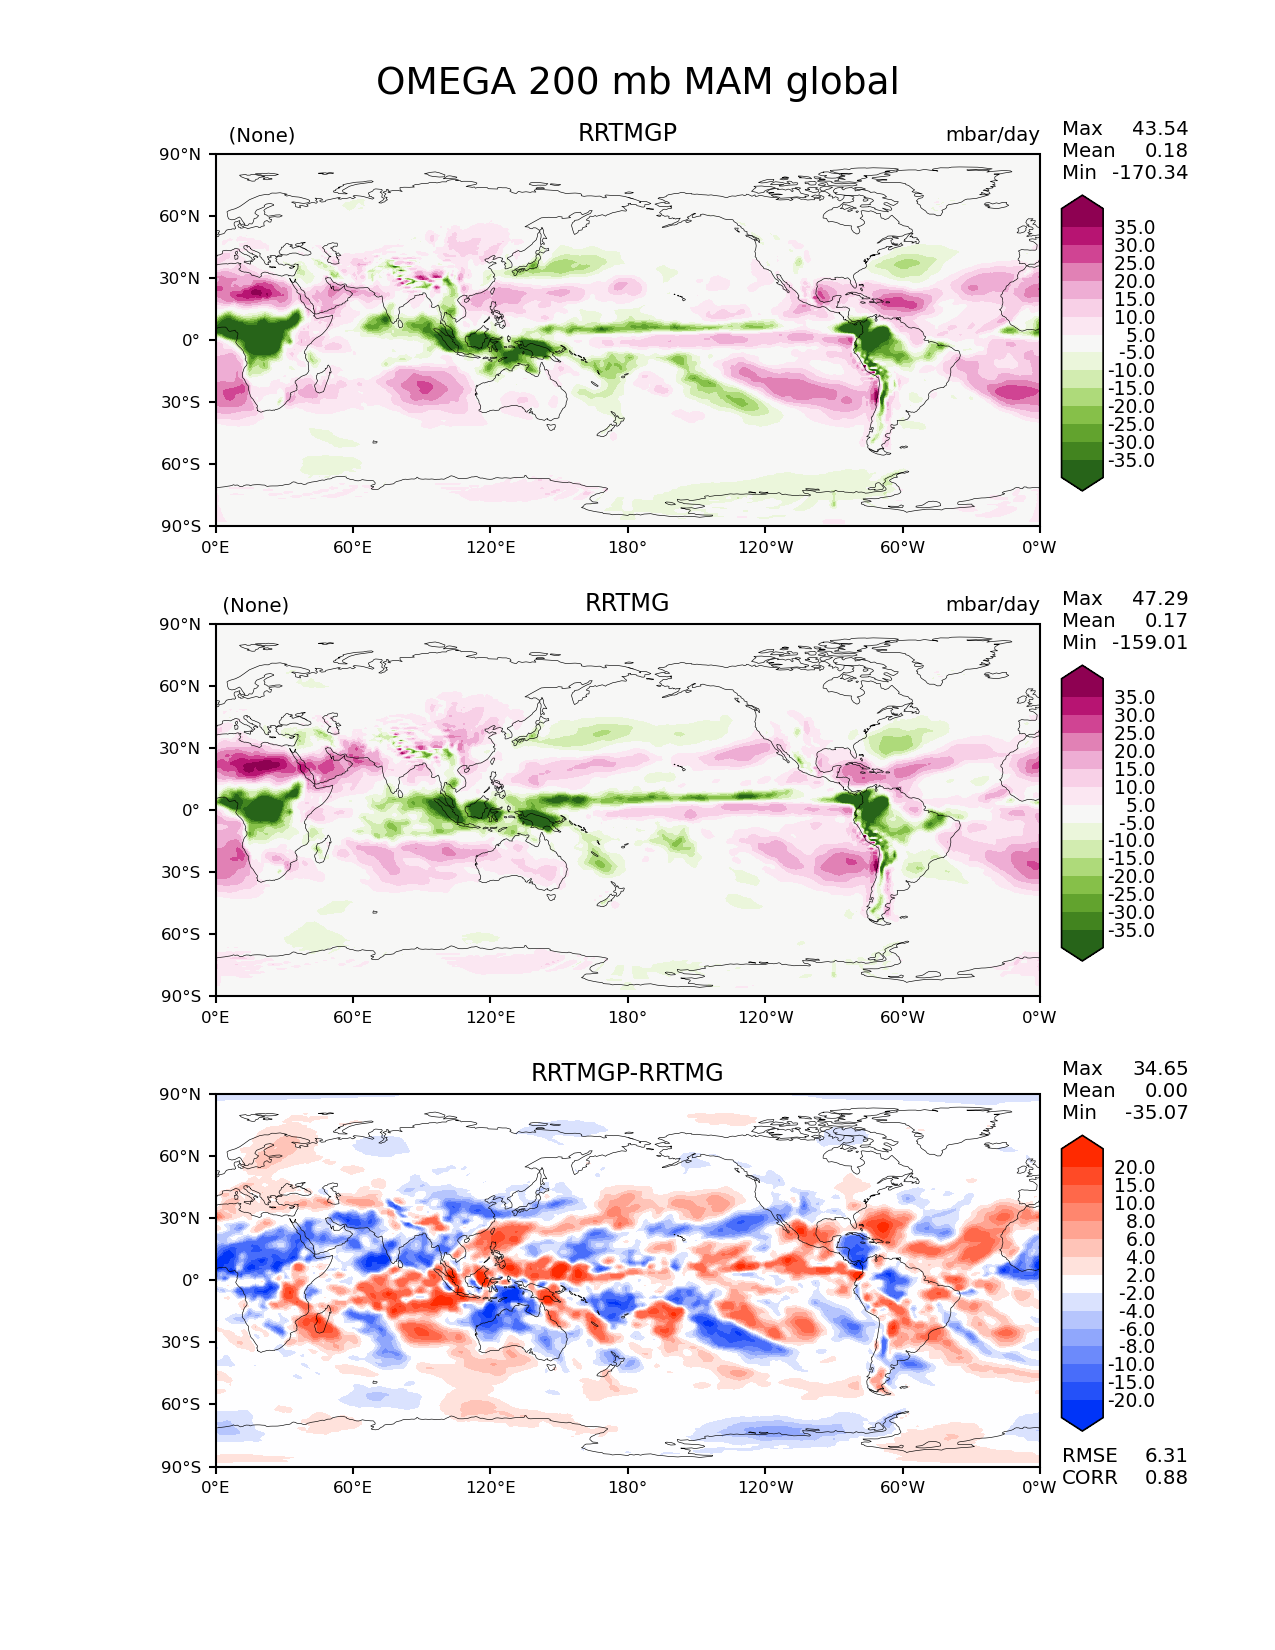 OMEGA 200 mb MAM global
(None) RRTMGP mbar/day
Max 43.54
Mean 0.18
Min -170.34
90°N
60°N
30°N
0°
30°S
60°S
90°S
0°E 60°E 120°E 180° 120°W 60°W 0°W
35.0
30.0
25.0
20.0
15.0
10.0
5.0
-5.0
-10.0
-15.0
-20.0
-25.0
-30.0
-35.0
(None) RRTMG mbar/day
Max 47.29
Mean 0.17
Min -159.01
90°N
60°N
30°N
0°
30°S
60°S
90°S
0°E 60°E 120°E 180° 120°W 60°W 0°W
35.0
30.0
25.0
20.0
15.0
10.0
5.0
-5.0
-10.0
-15.0
-20.0
-25.0
-30.0
-35.0
RRTMGP-RRTMG
Max 34.65
Mean 0.00
Min -35.07
90°N
60°N
30°N
0°
30°S
60°S
90°S
0°E 60°E 120°E 180° 120°W 60°W 0°W
20.0
15.0
10.0
8.0
6.0
4.0
2.0
-2.0
-4.0
-6.0
-8.0
-10.0
-15.0
-20.0
RMSE 6.31
CORR 0.88